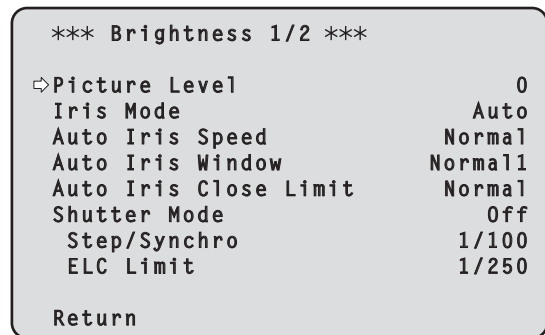 *** Brightness 1/2 ***
⇨Picture Level 0
Iris Mode Auto
Auto Iris Speed Normal
Auto Iris Window Normal1
Auto Iris Close Limit Normal
Shutter Mode Off
Step/Synchro 1/100
ELC Limit 1/250
Return